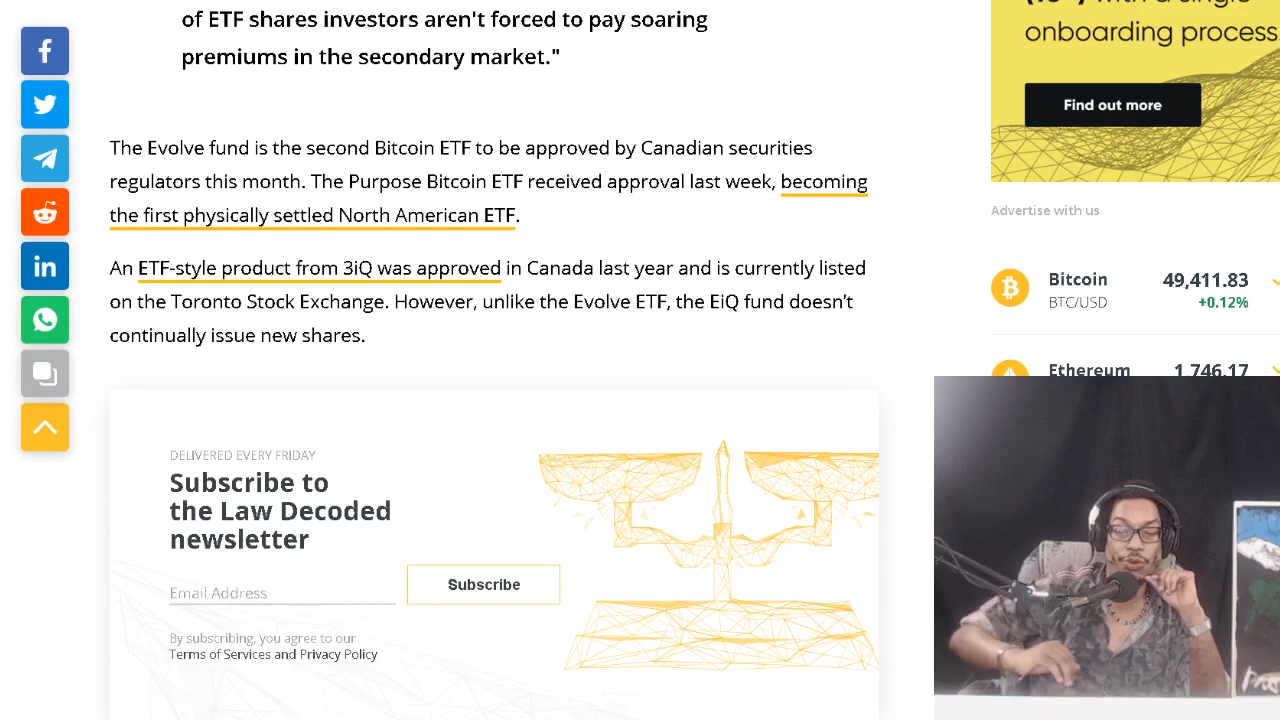 of ETF shares investors aren't forced to pay soaring
premiums in the secondary market."
The Evolve fund is the second Bitcoin ETF to be approved by Canadian securities
regulators this month. The Purpose Bitcoin ETF received approval last week, becoming
the first physically settled North American ETF.
An ETF-style product from 3iQ was approved in Canada last year and is currently listed
on the Toronto Stock Exchange. However, unlike the Evolve ETF, the EiQ fund doesn't
continually issue new shares.
DELIVERED EVERY FRIDAY
Subscribe to
the Law Decoded
newsletter
Email Address
Subscribe
By subscribing, you agree to our
Terms of Services and Privacy Policy
with a single
onboarding process.
Find out more
Advertise with us
Bitcoin 49,411.83
BTC/USD +0.12%
Ethereum 1,746.17